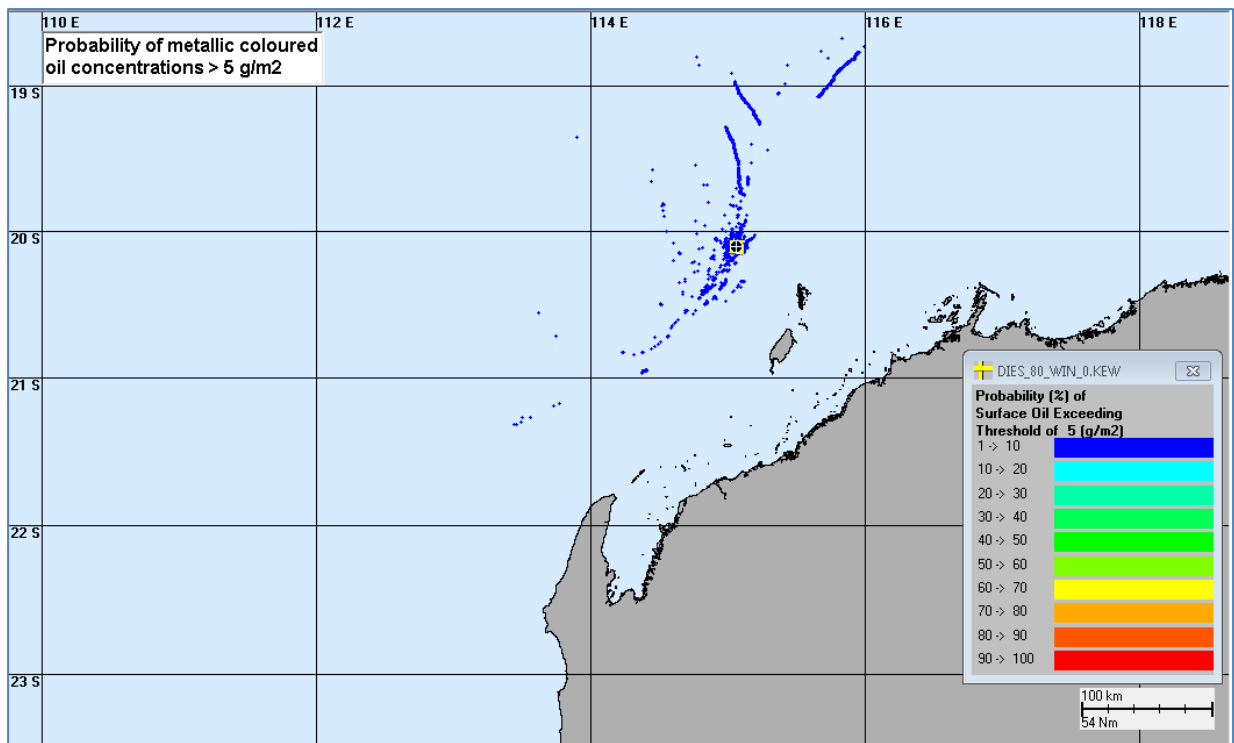 110 E
112 E
114 E
116 E
118 E
Probability of metallic coloured
oil concentrations > 5 g/m2
19 S
20 S
21 S
22 S
23 S
DIES_80_WIN_0.KEW
Probability (%) of
Surface Oil Exceeding
Threshold of 5 (g/m2)
1 -> 10
10 -> 20
20 -> 30
30 -> 40
40 -> 50
50 -> 60
60 -> 70
70 -> 80
80 -> 90
90 -> 100
100 km
54 Nm